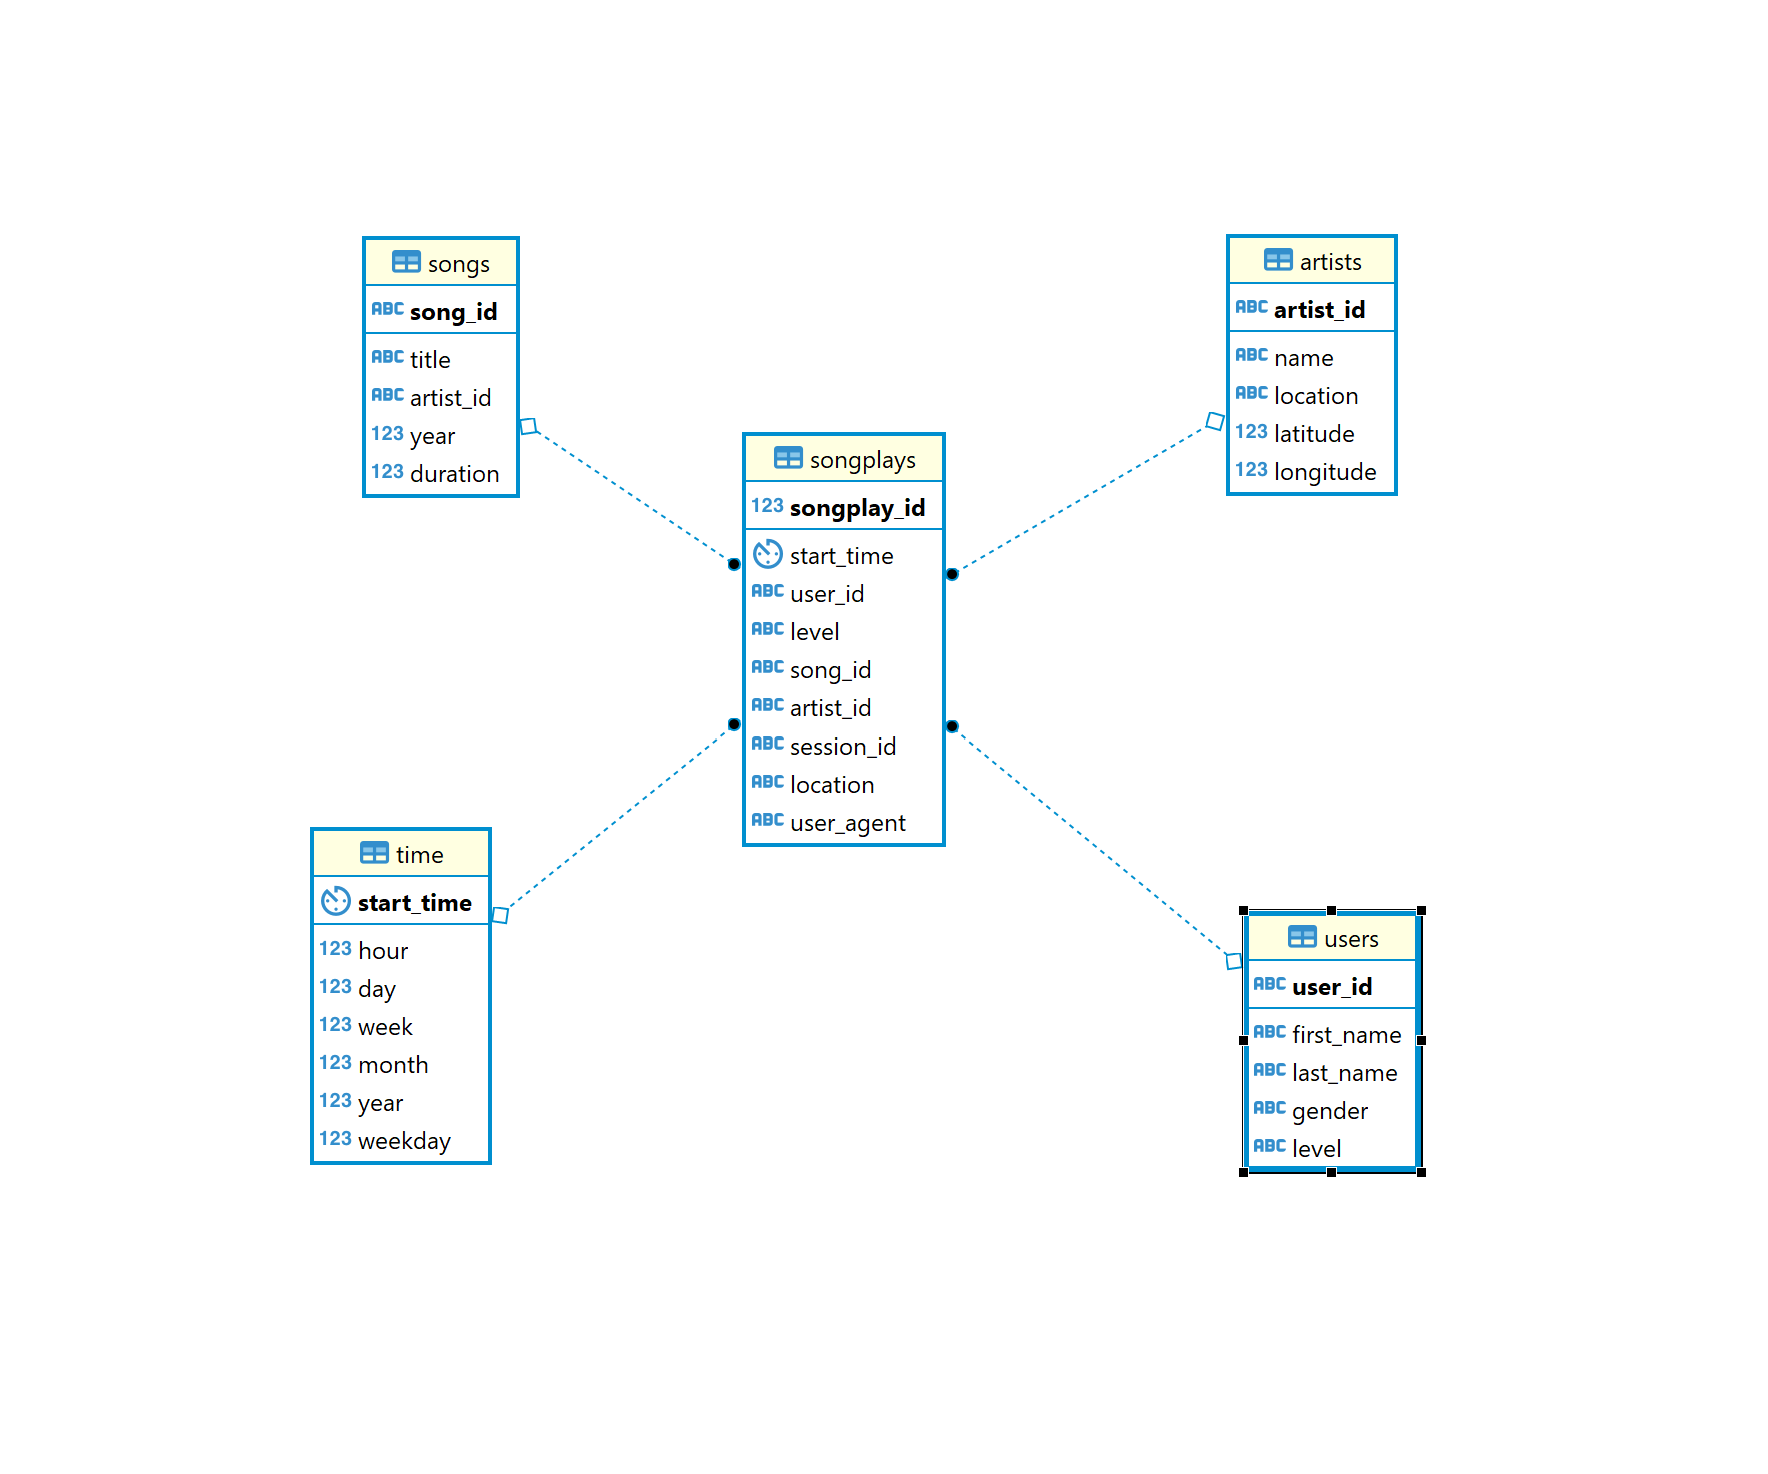 songs
ABC song_id
ABC title
ABC artist_id
123 year
123 duration
artists
ABC artist_id
ABC name
ABC location
123 latitude
123 longitude
songplays
123 songplay_id
start_time
ABC user_id
ABC level
ABC song_id
ABC artist_id
ABC session_id
ABC location
ABC user_agent
time
start_time
123 hour
123 day
123 week
123 month
123 year
123 weekday
users
ABC user_id
ABC first_name
ABC last_name
ABC gender
ABC level